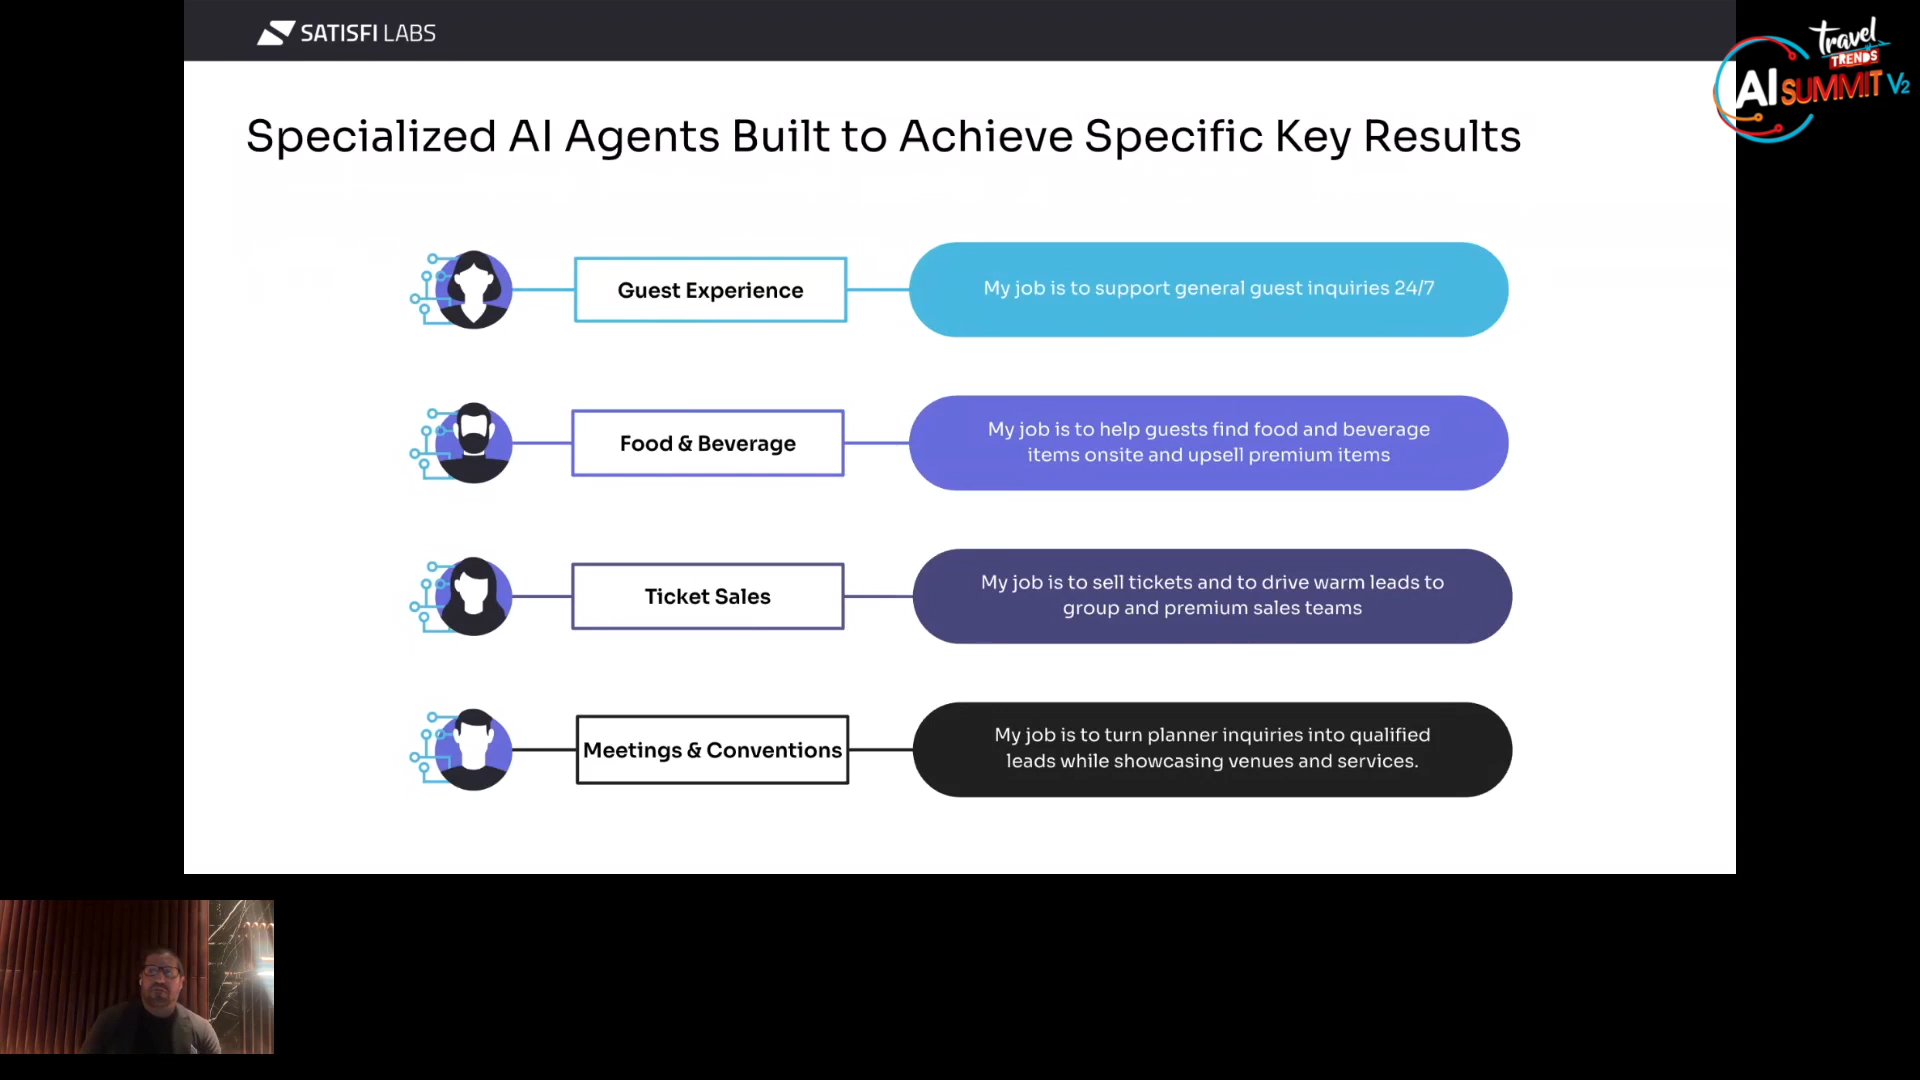 SATISFI LABS
travel
TRENDS
AI SUMMIT V2
Specialized AI Agents Built to Achieve Specific Key Results
Guest Experience
My job is to support general guest inquiries 24/7
Food & Beverage
My job is to help guests find food and beverage
items onsite and upsell premium items
Ticket Sales
My job is to sell tickets and to drive warm leads to
group and premium sales teams
Meetings & Conventions
My job is to turn planner inquiries into qualified
leads while showcasing venues and services.